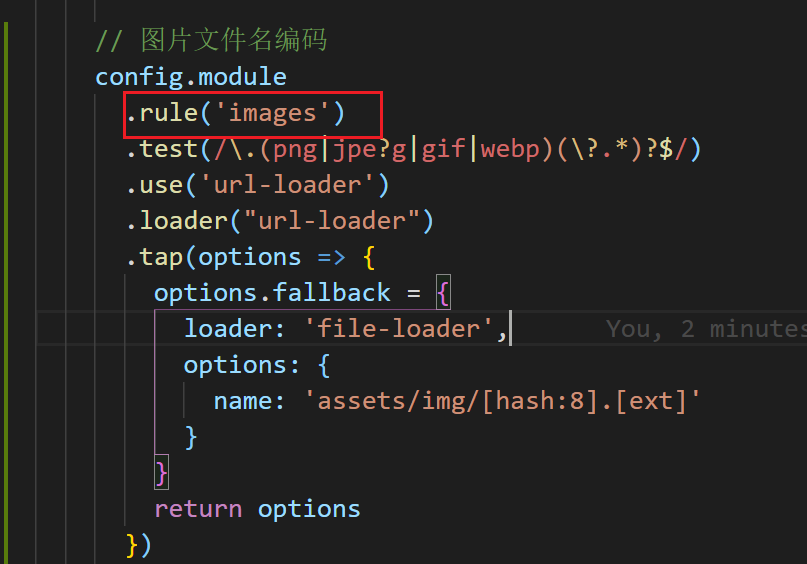 // 图片文件名编码
config.module
.rule('images')
.test(/\.(png|jpe?g|gif|webp)(\?.*)?$/)
.use('url-loader')
.loader("url-loader")
.tap(options => {
options.fallback = {
loader: 'file-loader', You, 2 minutes
options: {
name: 'assets/img/[hash:8].[ext]'
}
}
return options
})